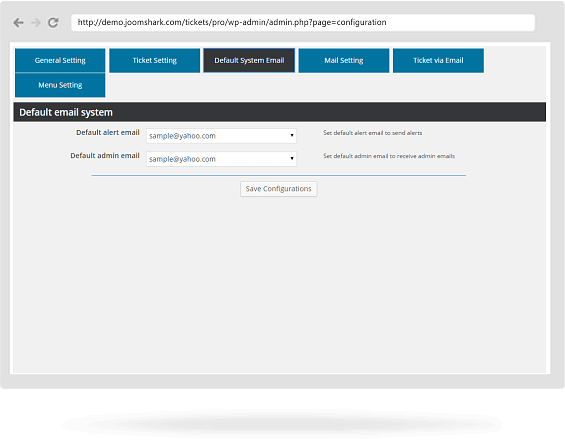 http://demo.joomshark.com/tickets/pro/wp-admin/admin.php?page=configuration
General Setting Ticket Setting Default System Email Mail Setting Ticket via Email
Menu Setting
Default email system
Default alert email sample@yahoo.com Set default alert email to send alerts
Default admin email sample@yahoo.com Set default admin email to receive admin emails
Save Configurations